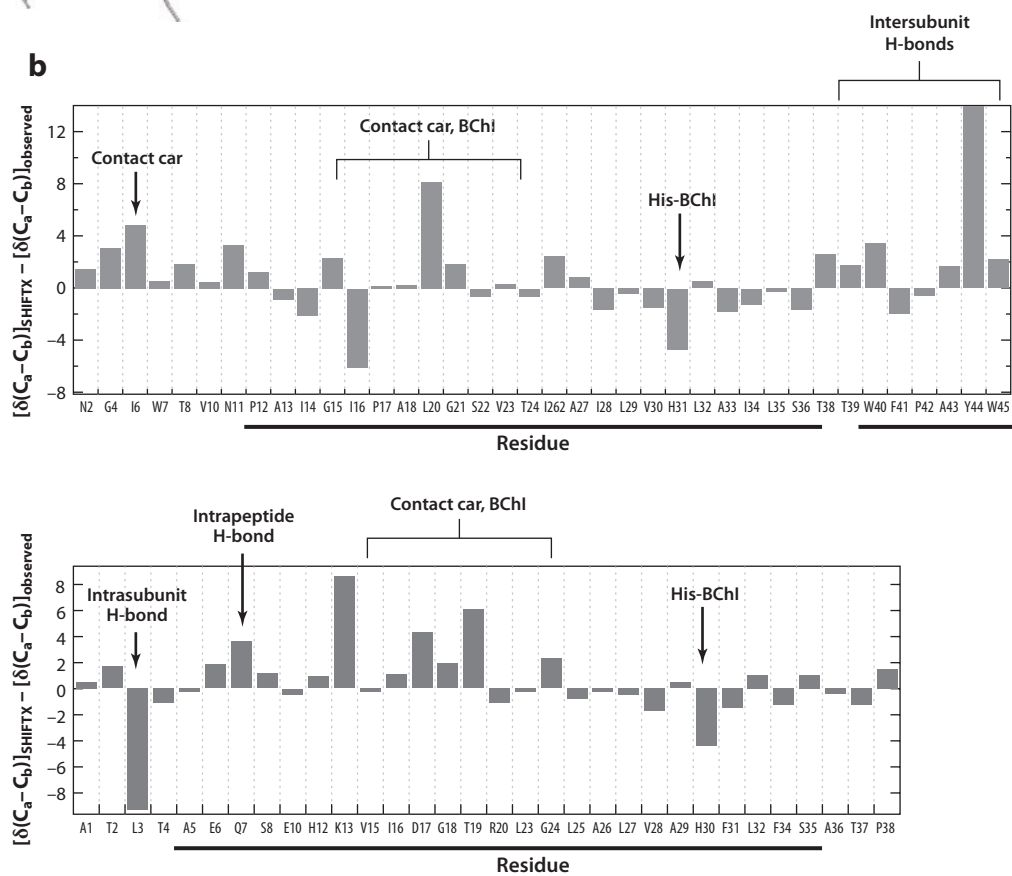 b
Intersubunit
H-bonds
Contact car, BChl
Contact car
His-BChl
[δ(Ca–Cb)]SHIFTX – [δ(Ca–Cb)]observed
12
8
4
0
–4
–8
N2 G4 I6 W7 T8 V10 N11 P12 A13 I14 G15 I16 P17 A18 L20 G21 S22 V23 T24 I262 A27 I28 L29 V30 H31 L32 A33 I34 L35 S36 T38 T39 W40 F41 P42 A43 Y44 W45
Residue
Contact car, BChl
Intrapeptide
H-bond
Intrasubunit
H-bond
His-BChl
[δ(Ca–Cb)]SHIFTX – [δ(Ca–Cb)]observed
8
6
4
2
0
–2
–4
–6
–8
A1 T2 L3 T4 A5 E6 Q7 S8 E10 H12 K13 V15 I16 D17 G18 T19 R20 L23 G24 L25 A26 L27 V28 A29 H30 F31 L32 F34 S35 A36 T37 P38
Residue